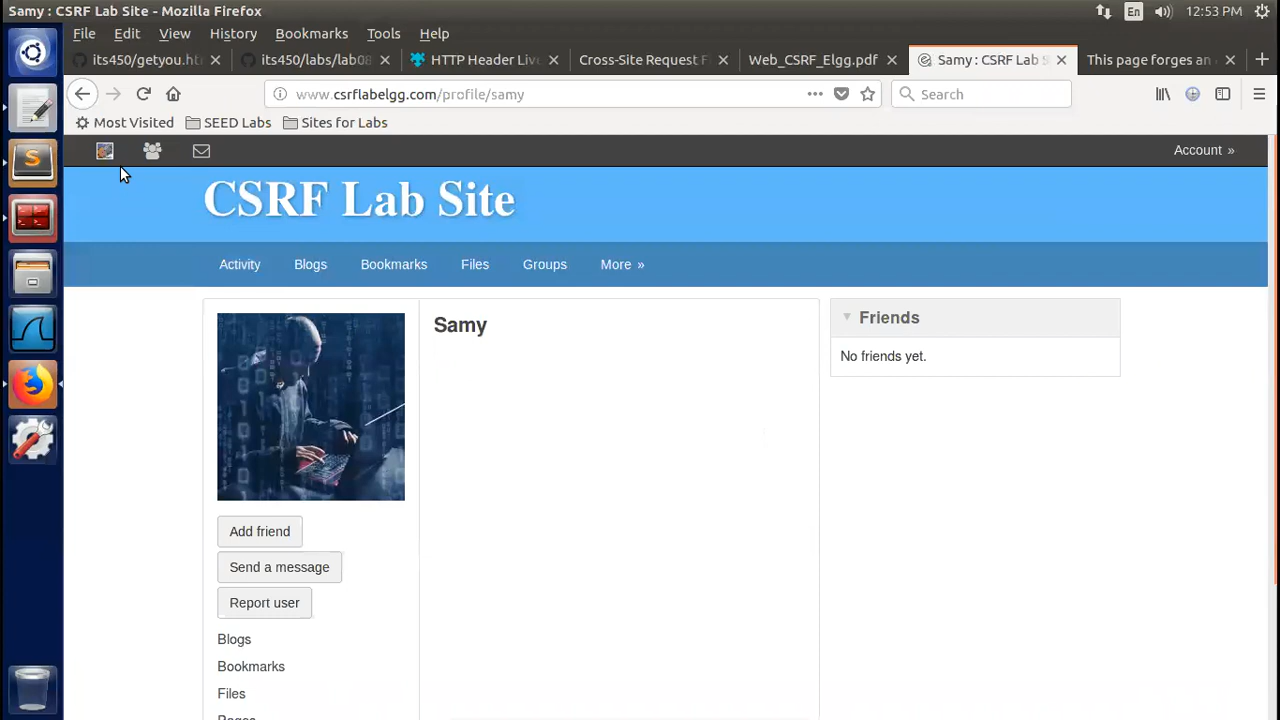 Samy : CSRF Lab Site - Mozilla Firefox
En
12:53 PM
File Edit View History Bookmarks Tools Help
its450/getyou.ht
its450/labs/lab08
HTTP Header Liv
Cross-Site Request F
Web_CSRF_Elgg.pdf
Samy : CSRF Lab S
This page forges an
www.csrflabelgg.com/profile/samy
Search
Most Visited SEED Labs Sites for Labs
Account »
CSRF Lab Site
Activity Blogs Bookmarks Files Groups More »
Samy
Friends
No friends yet.
Add friend
Send a message
Report user
Blogs
Bookmarks
Files